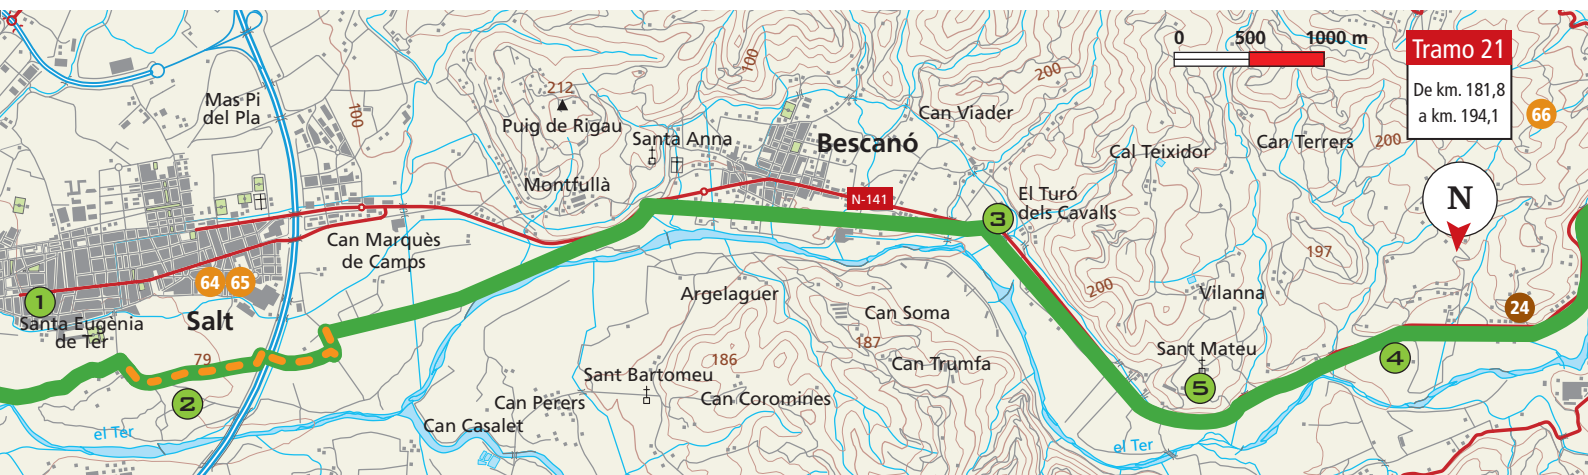 0 500 1000 m
Tramo 21
De km. 181,8
a km. 194,1
66
N
Mas Pi
del Pla
100
212
Puig de Rigau
100
Santa Anna
Bescanó
Can Viader
200
Cal Teixidor
Can Terrers
200
Montfullà
N-141
3
El Turó
dels Cavalls
Can Marquès
de Camps
64
65
1
Santa Eugènia
de Ter
Salt
79
2
el Ter
Argelaguer
Can Soma
187
186
Can Trumfa
Sant Bartomeu
Can Coromines
Can Perers
Can Casalet
200
197
Vilanna
24
Sant Mateu
4
5
el Ter